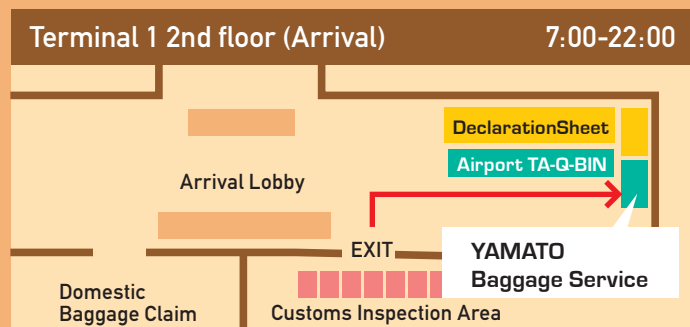 Terminal 1 2nd floor (Arrival)
7:00-22:00
DeclarationSheet
Airport TA-Q-BIN
Arrival Lobby
EXIT
YAMATO
Baggage Service
Domestic
Baggage Claim
Customs Inspection Area